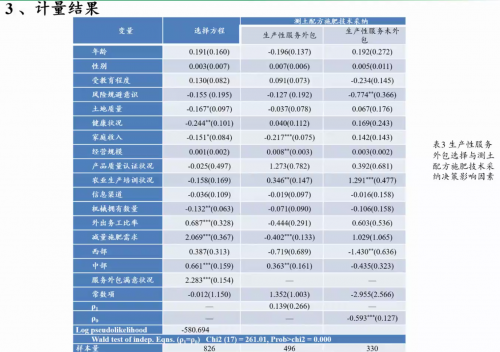 3、计量结果
变量 选择方程 测土配方施肥技术采纳
生产性服务外包 生产性服务未外包
年龄 0.191(0.160) -0.196(0.137) 0.192(0.272)
性别 0.003(0.007) 0.007(0.006) 0.005(0.011)
受教育程度 0.130(0.082) 0.091(0.073) -0.234(0.145)
风险规避意识 -0.155 (0.195) -0.127 (0.192) -0.774**(0.366)
土地质量 -0.167*(0.097) -0.037(0.078) 0.067(0.176)
健康状况 -0.244**(0.101) 0.040(0.112) 0.169(0.243)
家庭收入 -0.151*(0.084) -0.217***(0.075) 0.142(0.143)
经营规模 0.001(0.002) 0.008**(0.003) 0.003(0.002)
产品质量认证状况 -0.025(0.497) 1.273(0.782) 0.392(0.681)
农业生产培训状况 -0.158(0.169) 0.346**(0.147) 1.291***(0.477)
信息渠道 -0.036(0.109) -0.019(0.097) -0.016(0.158)
机械拥有数量 -0.132**(0.063) -0.071(0.090) -0.106(0.158)
外出务工比率 0.687***(0.328) -0.444(0.291) 0.603(0.536)
减量施肥需求 2.069***(0.367) -0.402***(0.133) 1.029(1.065)
西部 0.387(0.313) -0.719(0.689) -1.430**(0.636)
中部 0.661***(0.159) 0.363**(0.161) -0.435(0.323)
服务外包满意状况 2.283***(0.154) — —
常数项 -0.012(1.150) 1.352(1.003) -2.955(2.566)
ρ₁ — 0.139(0.266) —
ρ₀ — — -0.593***(0.127)
Log pseudolikelihood -580.694
Wald test of indep. Eqns. (ρ₁=ρ₀) Chi2 (17) = 261.01, Prob>chi2 = 0.000
样本量 826 496 330
表3 生产性服务外包选择与测土配方施肥技术采纳决策影响因素